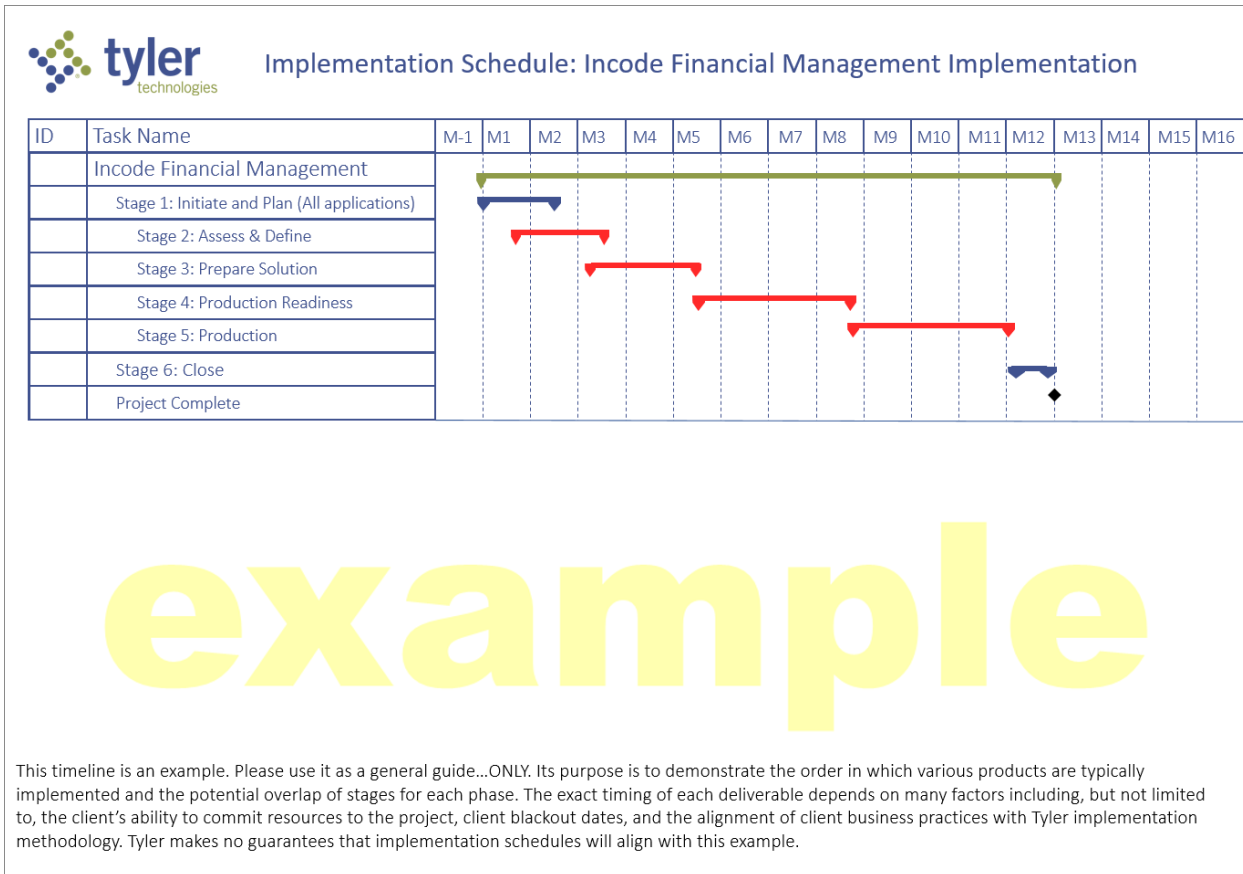 tyler
technologies
Implementation Schedule: Incode Financial Management Implementation
ID Task Name M-1 M1 M2 M3 M4 M5 M6 M7 M8 M9 M10 M11 M12 M13 M14 M15 M16
Incode Financial Management
Stage 1: Initiate and Plan (All applications)
Stage 2: Assess & Define
Stage 3: Prepare Solution
Stage 4: Production Readiness
Stage 5: Production
Stage 6: Close
Project Complete
example
This timeline is an example. Please use it as a general guide...ONLY. Its purpose is to demonstrate the order in which various products are typically
implemented and the potential overlap of stages for each phase. The exact timing of each deliverable depends on many factors including, but not limited
to, the client’s ability to commit resources to the project, client blackout dates, and the alignment of client business practices with Tyler implementation
methodology. Tyler makes no guarantees that implementation schedules will align with this example.